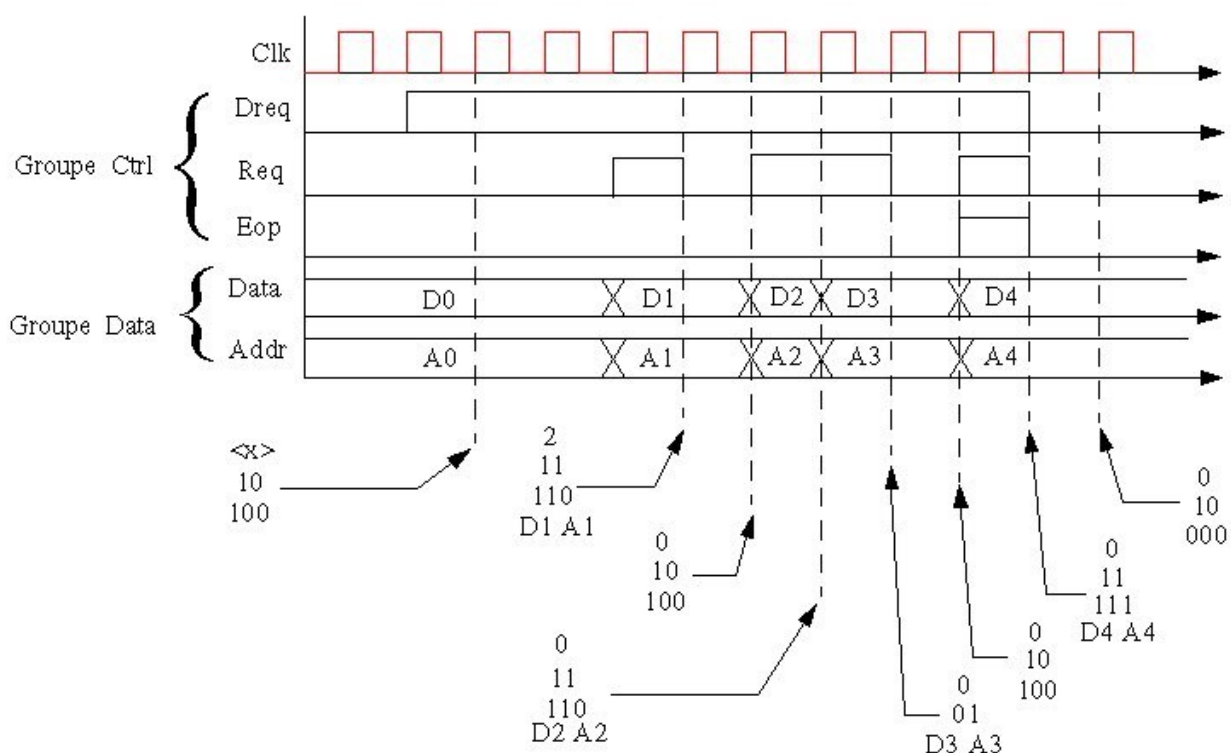 Clk
Dreq
Groupe Ctrl
Req
Eop
Data
D0 D1 D2 D3 D4
Groupe Data
Addr
A0 A1 A2 A3 A4
<x>
10
100
2
11
110
D1 A1
0
10
100
0
11
110
D2 A2
0
01
D3 A3
0
10
100
0
11
111
D4 A4
0
10
000